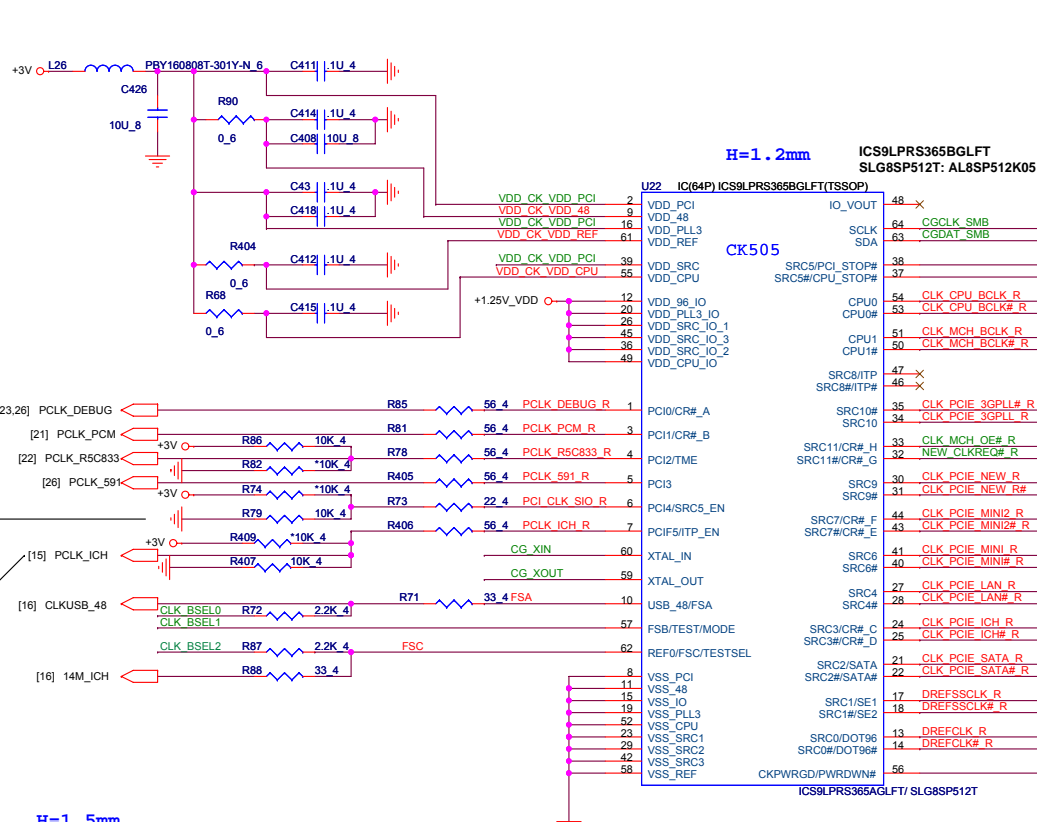 +3V L26 PBY160808T-301Y-N_6 C411 .1U_4
C426
10U_8
R90 C414 .1U_4
0_6 C408 10U_8
H=1.2mm
ICS9LPRS365BGLFT
SLG8SP512T: AL8SP512K05
C43 .1U_4
C418 .1U_4
U22 IC(64P) ICS9LPRS365BGLFT(TSSOP)
CK505
VDD_CK_VDD_PCI 2 VDD_PCI IO_VOUT 48
VDD_CK_VDD_48 9 VDD_48
VDD_CK_VDD_PCI 16 VDD_PLL3 SCLK 64 CGCLK_SMB
VDD_CK_VDD_REF 61 VDD_REF SDA 63 CGDAT_SMB
R404 C412 .1U_4
0_6
VDD_CK_VDD_PCI 39 VDD_SRC SRC5/PCI_STOP# 38
VDD_CK_VDD_CPU 55 VDD_CPU SRC5#/CPU_STOPP# 37
R68 C415 .1U_4
0_6
+1.25V_VDD 12 VDD_96_IO CPU0 54 CLK_CPU_BCLK_R
20 VDD_PLL3_IO CPU0# 53 CLK_CPU_BCLK#_R
26 VDD_SRC_IO_1
45 VDD_SRC_IO_3 CPU1 51 CLK_MCH_BCLK_R
36 VDD_SRC_IO_2 CPU1# 50 CLK_MCH_BCLK#_R
49 VDD_CPU_IO
SRC8/ITP 47
SRC8#/ITP# 46
23,26] PCLK_DEBUG R85 56_4 PCLK_DEBUG_R 1 PCI0/CR#_A SRC10# 35 CLK_PCIE_3GPLL#_R
SRC10 34 CLK_PCIE_3GPLL_R
[21] PCLK_PCM R81 56_4 PCLK_PCM_R 3 PCI1/CR#_B
+3V R86 10K_4 SRC11/CR#_H 33 CLK_MCH_OE#_R
[22] PCLK_R5C833 R78 56_4 PCLK_R5C833_R 4 PCI2/TME SRC11#/CR#_G 32 NEW_CLKREQ#_R
R82 *10K_4
[26] PCLK_591 R405 56_4 PCLK_591_R 5 PCI3 SRC9 30 CLK_PCIE_NEW_R
+3V R74 *10K_4 SRC9# 31 CLK_PCIE_NEW_R#
R73 22_4 PCI_CLK_SIO_R 6 PCI4/SRC5_EN
R79 10K_4 SRC7/CR#_F 44 CLK_PCIE_MINI2_R
R406 56_4 PCLK_ICH_R 7 PCIF5/ITP_EN SRC7#/CR#_E 43 CLK_PCIE_MINI2#_R
+3V R409 *10K_4
[15] PCLK_ICH CG_XIN 60 XTAL_IN SRC6 41 CLK_PCIE_MINI_R
R407 10K_4 SRC6# 40 CLK_PCIE_MINI#_R
CG_XOUT 59 XTAL_OUT
SRC4 27 CLK_PCIE_LAN_R
[16] CLKUSB_48 R71 33_4 FSA 10 USB_48/FSA SRC4# 28 CLK_PCIE_LAN#_R
CLK_BSEL0 R72 2.2K_4
CLK_BSEL1 57 FSB/TEST/MODE SRC3/CR#_C 24 CLK_PCIE_ICH_R
SRC3#/CR#_D 25 CLK_PCIE_ICH#_R
CLK_BSEL2 R87 2.2K_4 FSC 62 REF0/FSC/TESTSEL
SRC2/SATA 21 CLK_PCIE_SATA_R
[16] 14M_ICH R88 33_4 SRC2#/SATA# 22 CLK_PCIE_SATA#_R
8 VSS_PCI
11 VSS_48
15 VSS_IO SRC1/SE1 17 DREFSSCLK_R
19 VSS_PLL3 SRC1#/SE2 18 DREFSSCLK#_R
52 VSS_CPU
23 VSS_SRC1 SRC0/DOT96 13 DREFCLK_R
29 VSS_SRC2 SRC0#/DOT96# 14 DREFCLK#_R
42 VSS_SRC3
58 VSS_REF CKPWRGD/PWRDWN# 56
ICS9LPRS365AGLFT/ SLG8SP512T
H=1.5mm